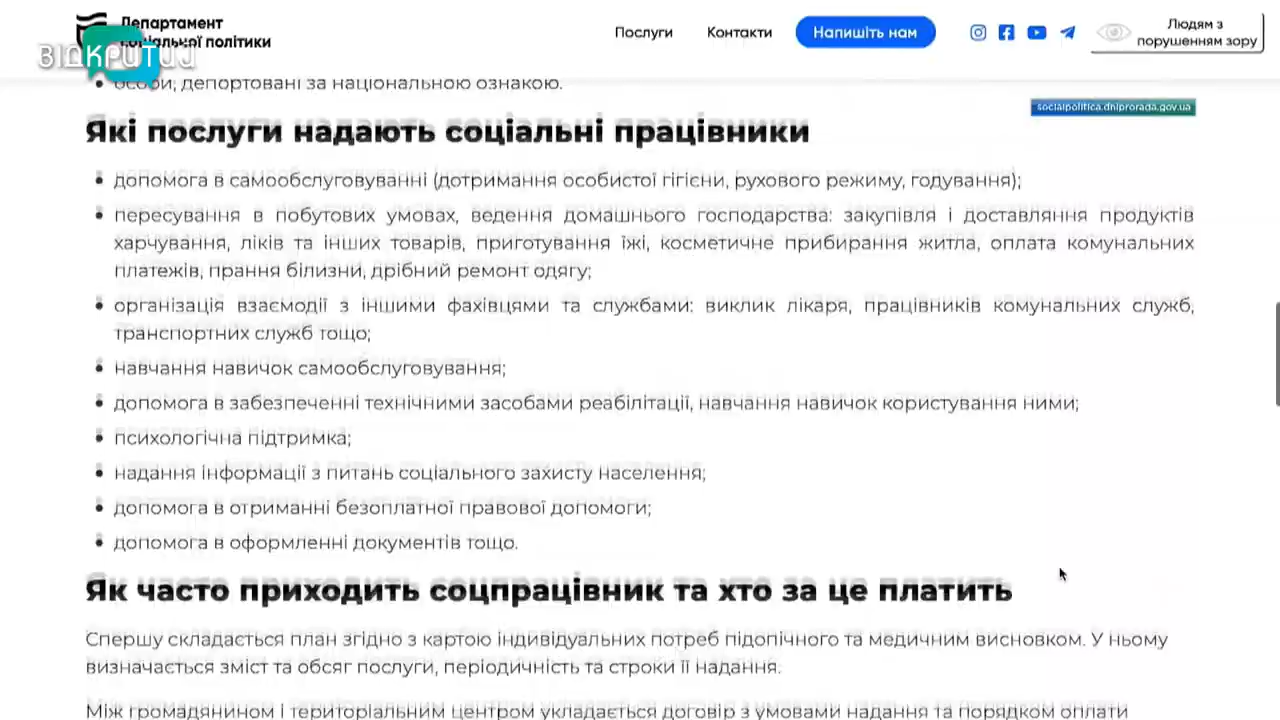 Департамент
соціальної політики
ВІДКРИТИЙ
Послуги
Контакти
Напишіть нам
Людям з
порушенням зору
особи, депортовані за національною ознакою.
socialpolitica.dniprorada.gov.ua
Які послуги надають соціальні працівники
допомога в самообслуговуванні (дотримання особистої гігієни, рухового режиму, годування);
пересування в побутових умовах, ведення домашнього господарства: закупівля і доставляння продуктів
харчування, ліків та інших товарів, приготування їжі, косметичне прибирання житла, оплата комунальних
платежів, прання білизни, дрібний ремонт одягу;
організація взаємодії з іншими фахівцями та службами: виклик лікаря, працівників комунальних служб,
транспортних служб тощо;
навчання навичок самообслуговування;
допомога в забезпеченні технічними засобами реабілітації, навчання навичок користування ними;
психологічна підтримка;
надання інформації з питань соціального захисту населення;
допомога в отриманні безоплатної правової допомоги;
допомога в оформленні документів тощо.
Як часто приходить соцпрацівник та хто за це платить
Спершу складається план згідно з картою індивідуальних потреб підопічного та медичним висновком. У ньому
визначається зміст та обсяг послуги, періодичність та строки її надання.
Між громадянином і територіальним центром укладається договір з умовами надання та порядком оплати